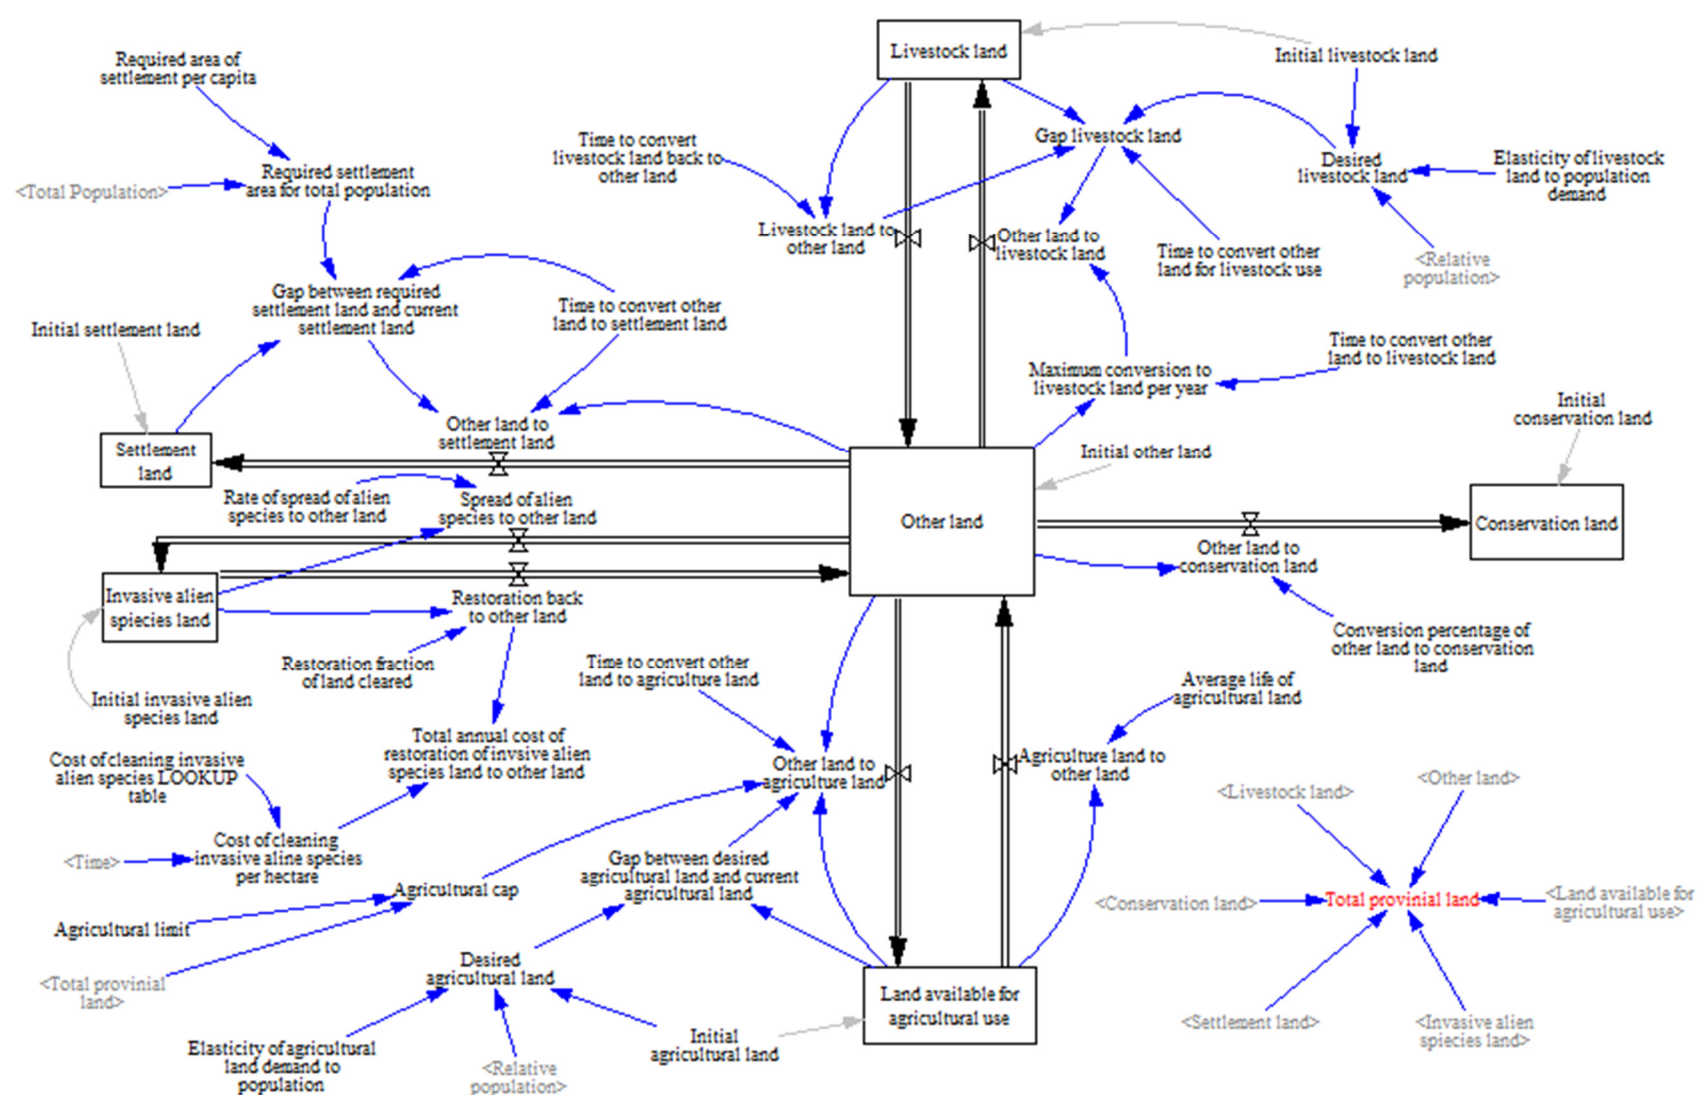 Livestock land
Initial livestock land
Required area of
settlement per capita
Time to convert
livestock land back to
other land
Gap livestock land
Desired
livestock land
Elasticity of livestock
land to population
demand
<Total Population>
Required settlement
area for total population
Livestock land to
other land
Other land to
livestock land
Time to convert other
land for livestock use
<Relative
population>
Gap between required
settlement land and current
settlement land
Time to convert other
land to settlement land
Initial settlement land
Maximum conversion to
livestock land per year
Time to convert other
land to livestock land
Initial
conservation land
Other land to
settlement land
Settlement
land
Initial other land
Rate of spread of alien
species to other land
Spread of alien
species to other land
Other land
Conservation land
Other land to
conservation land
Invasive alien
spiecies land
Restoration back
to other land
Conversion percentage of
other land to conservation
land
Restoration fraction
of land cleared
Time to convert other
land to agriculture land
Average life of
agricultural land
Initial invasive alien
species land
Total annual cost of
restoration of invsive alien
species land to other land
Cost of cleaning invasive
alien species LOOKUP
table
Other land to
agriculture land
Agriculture land to
other land
<Livestock land>
<Other land>
<Time>
Cost of cleaning
invasive aline species
per hectare
Gap between desired
agricultural land and current
agricultural land
Agricultural cap
<Conservation land>
Total provinial land
<Land available for
agricultural use>
Agricultural limit
<Total provinial
land>
Desired
agricultural land
Land available for
agricultural use
<Settlement land>
<Invasive alien
spiecies land>
Elasticity of agricultural
land demand to
population
<Relative
population>
Initial
agricultural land